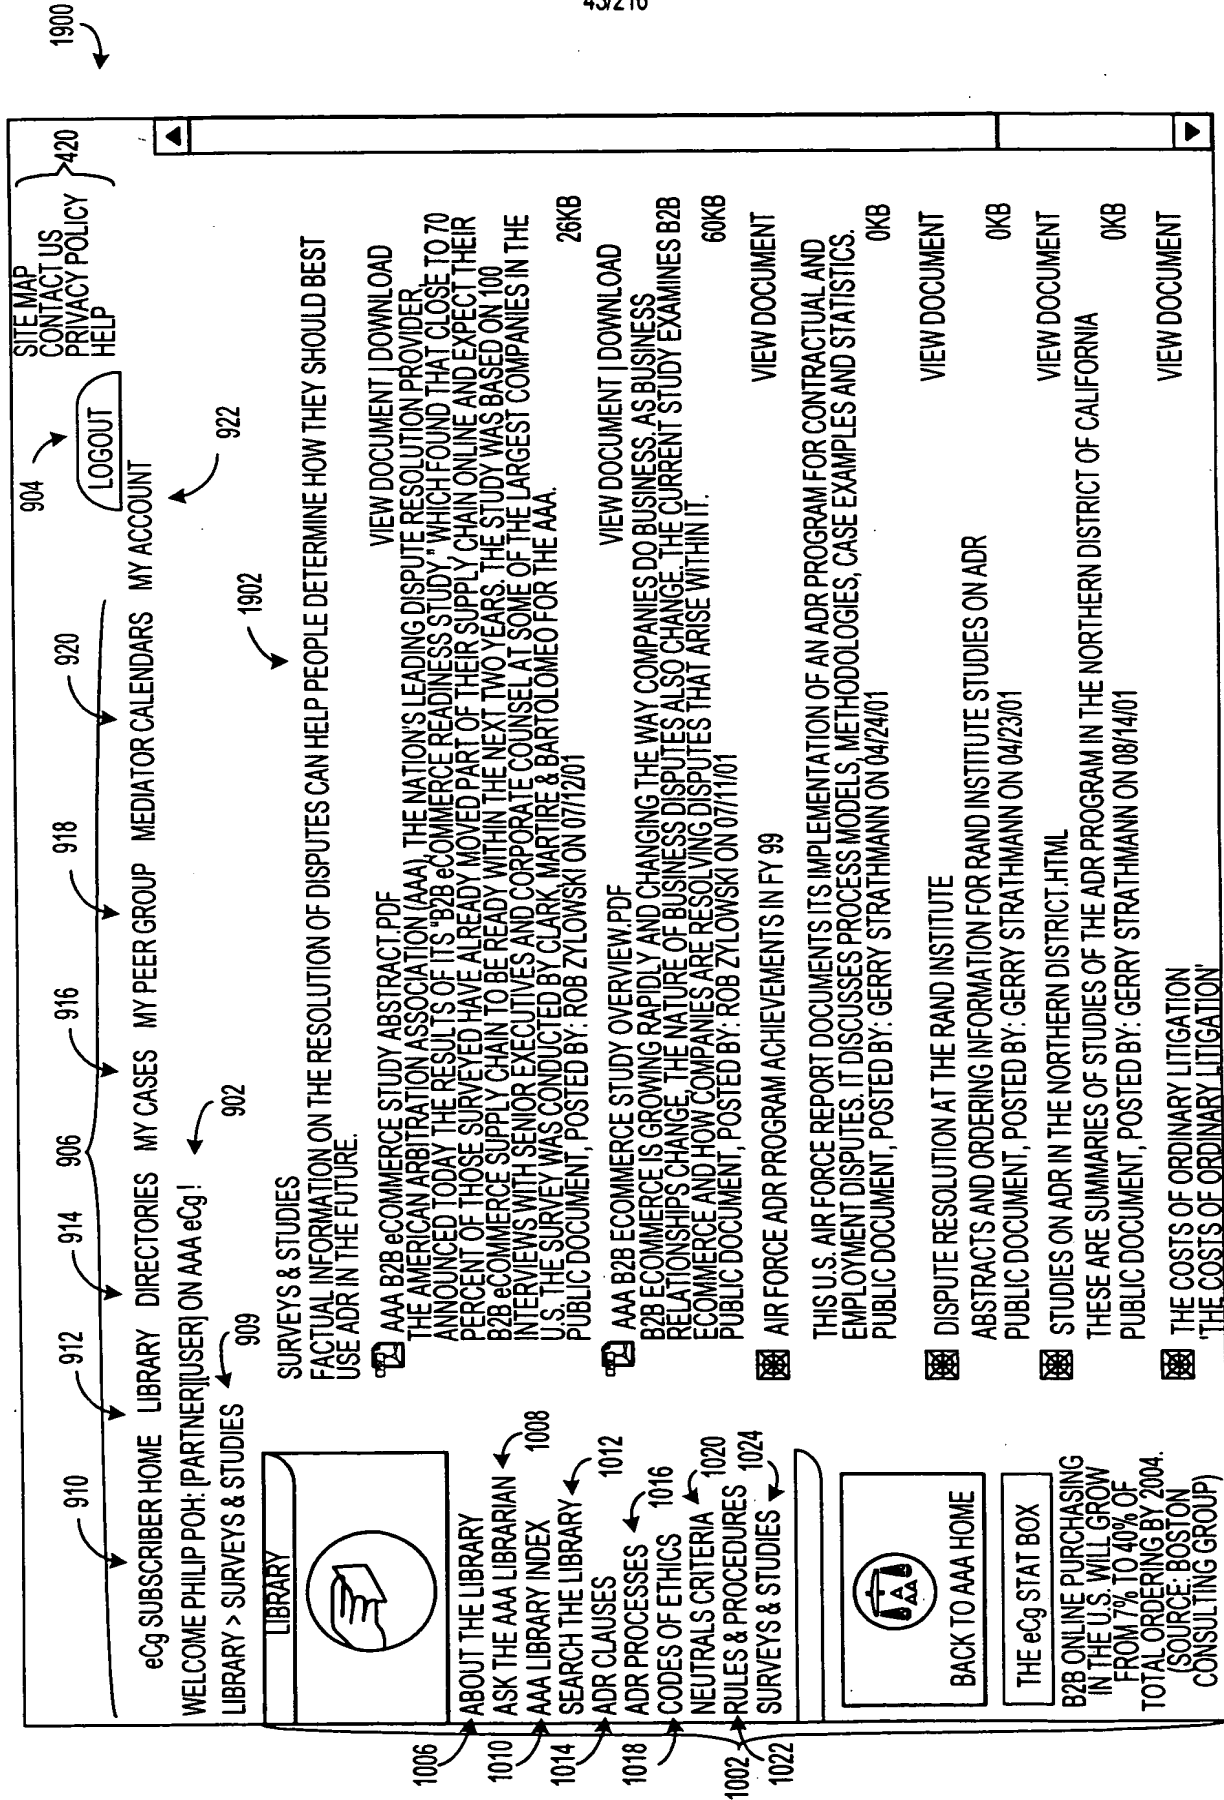 1900
904
SITE MAP
CONTACT US
PRIVACY POLICY
HELP
420
LOGOUT
910
912
914
906
916
918
920
922
eCg SUBSCRIBER HOME LIBRARY DIRECTORIES MY CASES MY PEER GROUP MEDIATOR CALENDARS MY ACCOUNT
WELCOME PHILIP POH: [PARTNER][USER] ON AAA eCg !
902
LIBRARY > SURVEYS & STUDIES
909
1902
LIBRARY
1006
ABOUT THE LIBRARY
ASK THE AAA LIBRARIAN
1008
1010
AAA LIBRARY INDEX
SEARCH THE LIBRARY
1012
1014
ADR CLAUSES
ADR PROCESSES
1016
1018
CODES OF ETHICS
NEUTRALS CRITERIA
1020
1002
1022
RULES & PROCEDURES
SURVEYS & STUDIES
1024
AAA
BACK TO AAA HOME
THE eCg STAT BOX
B2B ONLINE PURCHASING
IN THE U.S. WILL GROW
FROM 7% TO 40% OF
TOTAL ORDERING BY 2004.
(SOURCE: BOSTON
CONSULTING GROUP)
SURVEYS & STUDIES
FACTUAL INFORMATION ON THE RESOLUTION OF DISPUTES CAN HELP PEOPLE DETERMINE HOW THEY SHOULD BEST
USE ADR IN THE FUTURE.
AAA B2B eCOMMERCE STUDY ABSTRACT.PDF VIEW DOCUMENT | DOWNLOAD
THE AMERICAN ARBITRATION ASSOCIATION (AAA), THE NATION'S LEADING DISPUTE RESOLUTION PROVIDER,
ANNOUNCED TODAY THE RESULTS OF ITS "B2B eCOMMERCE READINESS STUDY," WHICH FOUND THAT CLOSE TO 70
PERCENT OF THOSE SURVEYED HAVE ALREADY MOVED PART OF THEIR SUPPLY CHAIN ONLINE AND EXPECT THEIR
B2B eCOMMERCE SUPPLY CHAIN TO BE READY WITHIN THE NEXT TWO YEARS. THE STUDY WAS BASED ON 100
INTERVIEWS WITH SENIOR EXECUTIVES AND CORPORATE COUNSEL AT SOME OF THE LARGEST COMPANIES IN THE
U.S. THE SURVEY WAS CONDUCTED BY CLARK, MARTIRE & BARTOLOMEO FOR THE AAA.
PUBLIC DOCUMENT, POSTED BY: ROB ZYLOWSKI ON 07/12/01 26KB
AAA B2B ECOMMERCE STUDY OVERVIEW.PDF VIEW DOCUMENT | DOWNLOAD
B2B ECOMMERCE IS GROWING RAPIDLY AND CHANGING THE WAY COMPANIES DO BUSINESS. AS BUSINESS
RELATIONSHIPS CHANGE, THE NATURE OF BUSINESS DISPUTES ALSO CHANGE. THE CURRENT STUDY EXAMINES B2B
ECOMMERCE AND HOW COMPANIES ARE RESOLVING DISPUTES THAT ARISE WITHIN IT.
PUBLIC DOCUMENT, POSTED BY: ROB ZYLOWSKI ON 07/11/01 60KB
AIR FORCE ADR PROGRAM ACHIEVEMENTS IN FY 99 VIEW DOCUMENT
THIS U.S. AIR FORCE REPORT DOCUMENTS ITS IMPLEMENTATION OF AN ADR PROGRAM FOR CONTRACTUAL AND
EMPLOYMENT DISPUTES. IT DISCUSSES PROCESS MODELS, METHODOLOGIES, CASE EXAMPLES AND STATISTICS.
PUBLIC DOCUMENT, POSTED BY: GERRY STRATHMANN ON 04/24/01 0KB
DISPUTE RESOLUTION AT THE RAND INSTITUTE VIEW DOCUMENT
ABSTRACTS AND ORDERING INFORMATION FOR RAND INSTITUTE STUDIES ON ADR
PUBLIC DOCUMENT, POSTED BY: GERRY STRATHMANN ON 04/23/01 0KB
STUDIES ON ADR IN THE NORTHERN DISTRICT.HTML VIEW DOCUMENT
THESE ARE SUMMARIES OF STUDIES OF THE ADR PROGRAM IN THE NORTHERN DISTRICT OF CALIFORNIA
PUBLIC DOCUMENT, POSTED BY: GERRY STRATHMANN ON 08/14/01 0KB
THE COSTS OF ORDINARY LITIGATION VIEW DOCUMENT
'THE COSTS OF ORDINARY LITIGATION'